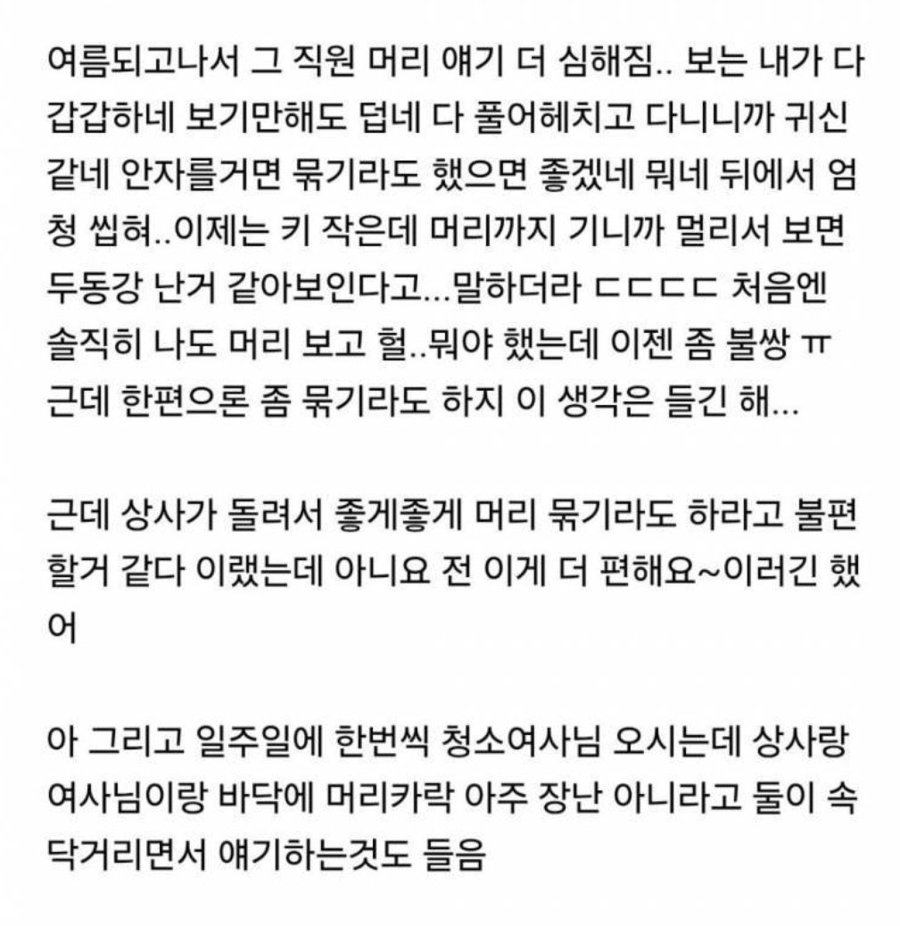 여름되고나서 그 직원 머리 얘기 더 심해짐.. 보는 내가 다
갑갑하네 보기만해도 덥네 다 풀어헤치고 다니니까 귀신
같네 안자를거면 묶기라도 했으면 좋겠네 뭐네 뒤에서 엄
청 씹혀..이제는 키 작은데 머리까지 기니까 멀리서 보면
두동강 난거 같아보인다고...말하더라 ㄷㄷㄷㄷ 처음엔
솔직히 나도 머리 보고 헐..뭐야 했는데 이젠 좀 불쌍 ㅠ
근데 한편으론 좀 묶기라도 하지 이 생각은 들긴 해...
근데 상사가 돌려서 좋게좋게 머리 묶기라도 하라고 불편
할거 같다 이랬는데 아니요 전 이게 더 편해요~이러긴 했
어
아 그리고 일주일에 한번씩 청소여사님 오시는데 상사랑
여사님이랑 바닥에 머리카락 아주 장난 아니라고 둘이 속
닥거리면서 얘기하는것도 들음